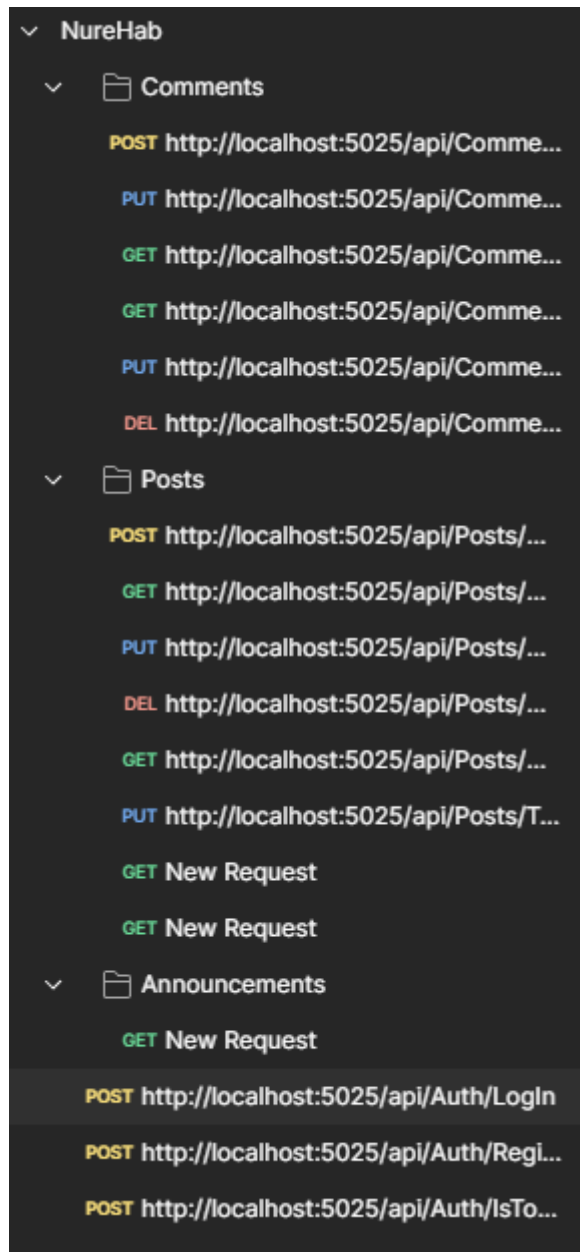 NureHab
Comments
POST http://localhost:5025/api/Comme...
PUT http://localhost:5025/api/Comme...
GET http://localhost:5025/api/Comme...
GET http://localhost:5025/api/Comme...
PUT http://localhost:5025/api/Comme...
DEL http://localhost:5025/api/Comme...
Posts
POST http://localhost:5025/api/Posts/...
GET http://localhost:5025/api/Posts/...
PUT http://localhost:5025/api/Posts/...
DEL http://localhost:5025/api/Posts/...
GET http://localhost:5025/api/Posts/...
PUT http://localhost:5025/api/Posts/T...
GET New Request
GET New Request
Announcements
GET New Request
POST http://localhost:5025/api/Auth/LogIn
POST http://localhost:5025/api/Auth/Regi...
POST http://localhost:5025/api/Auth/IsTo...